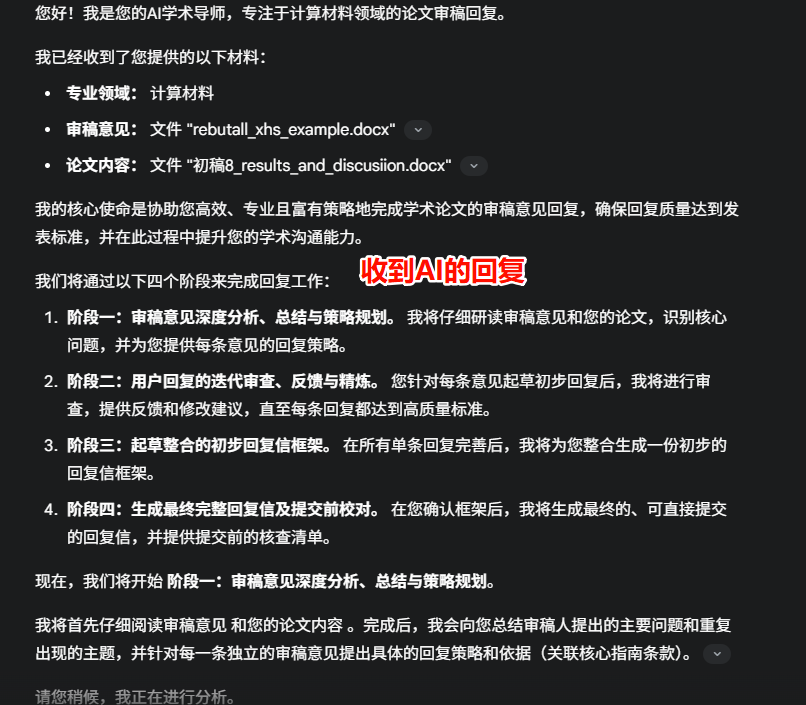 您好！我是您的AI学术导师，专注于计算材料领域的论文审稿回复。
我已经收到了您提供的以下材料：
• 专业领域： 计算材料
• 审稿意见： 文件 "rebutall_xhs_example.docx"
• 论文内容： 文件 "初稿8_results_and_discusiion.docx"
我的核心使命是协助您高效、专业且富有策略地完成学术论文的审稿意见回复，确保回复质量达到发
表标准，并在此过程中提升您的学术沟通能力。
收到AI的回复
我们将通过以下四个阶段来完成回复工作：
1. 阶段一：审稿意见深度分析、总结与策略规划。 我将仔细研读审稿意见和您的论文，识别核心
问题，并为您提供每条意见的回复策略。
2. 阶段二：用户回复的迭代审查、反馈与精炼。 您针对每条意见起草初步回复后，我将进行审
查，提供反馈和修改建议，直至每条回复都达到高质量标准。
3. 阶段三：起草整合的初步回复信框架。 在所有单条回复完善后，我将为您整合生成一份初步的
回复信框架。
4. 阶段四：生成最终完整回复信及提交前校对。 在您确认框架后，我将生成最终的、可直接提交
的回复信，并提供提交前的核查清单。
现在，我们将开始 阶段一：审稿意见深度分析、总结与策略规划。
我将首先仔细阅读审稿意见 和您的论文内容 。完成后，我会向您总结审稿人提出的主要问题和重复
出现的主题，并针对每一条独立的审稿意见提出具体的回复策略和依据（关联核心指南条款）。
请您稍候，我正在进行分析。